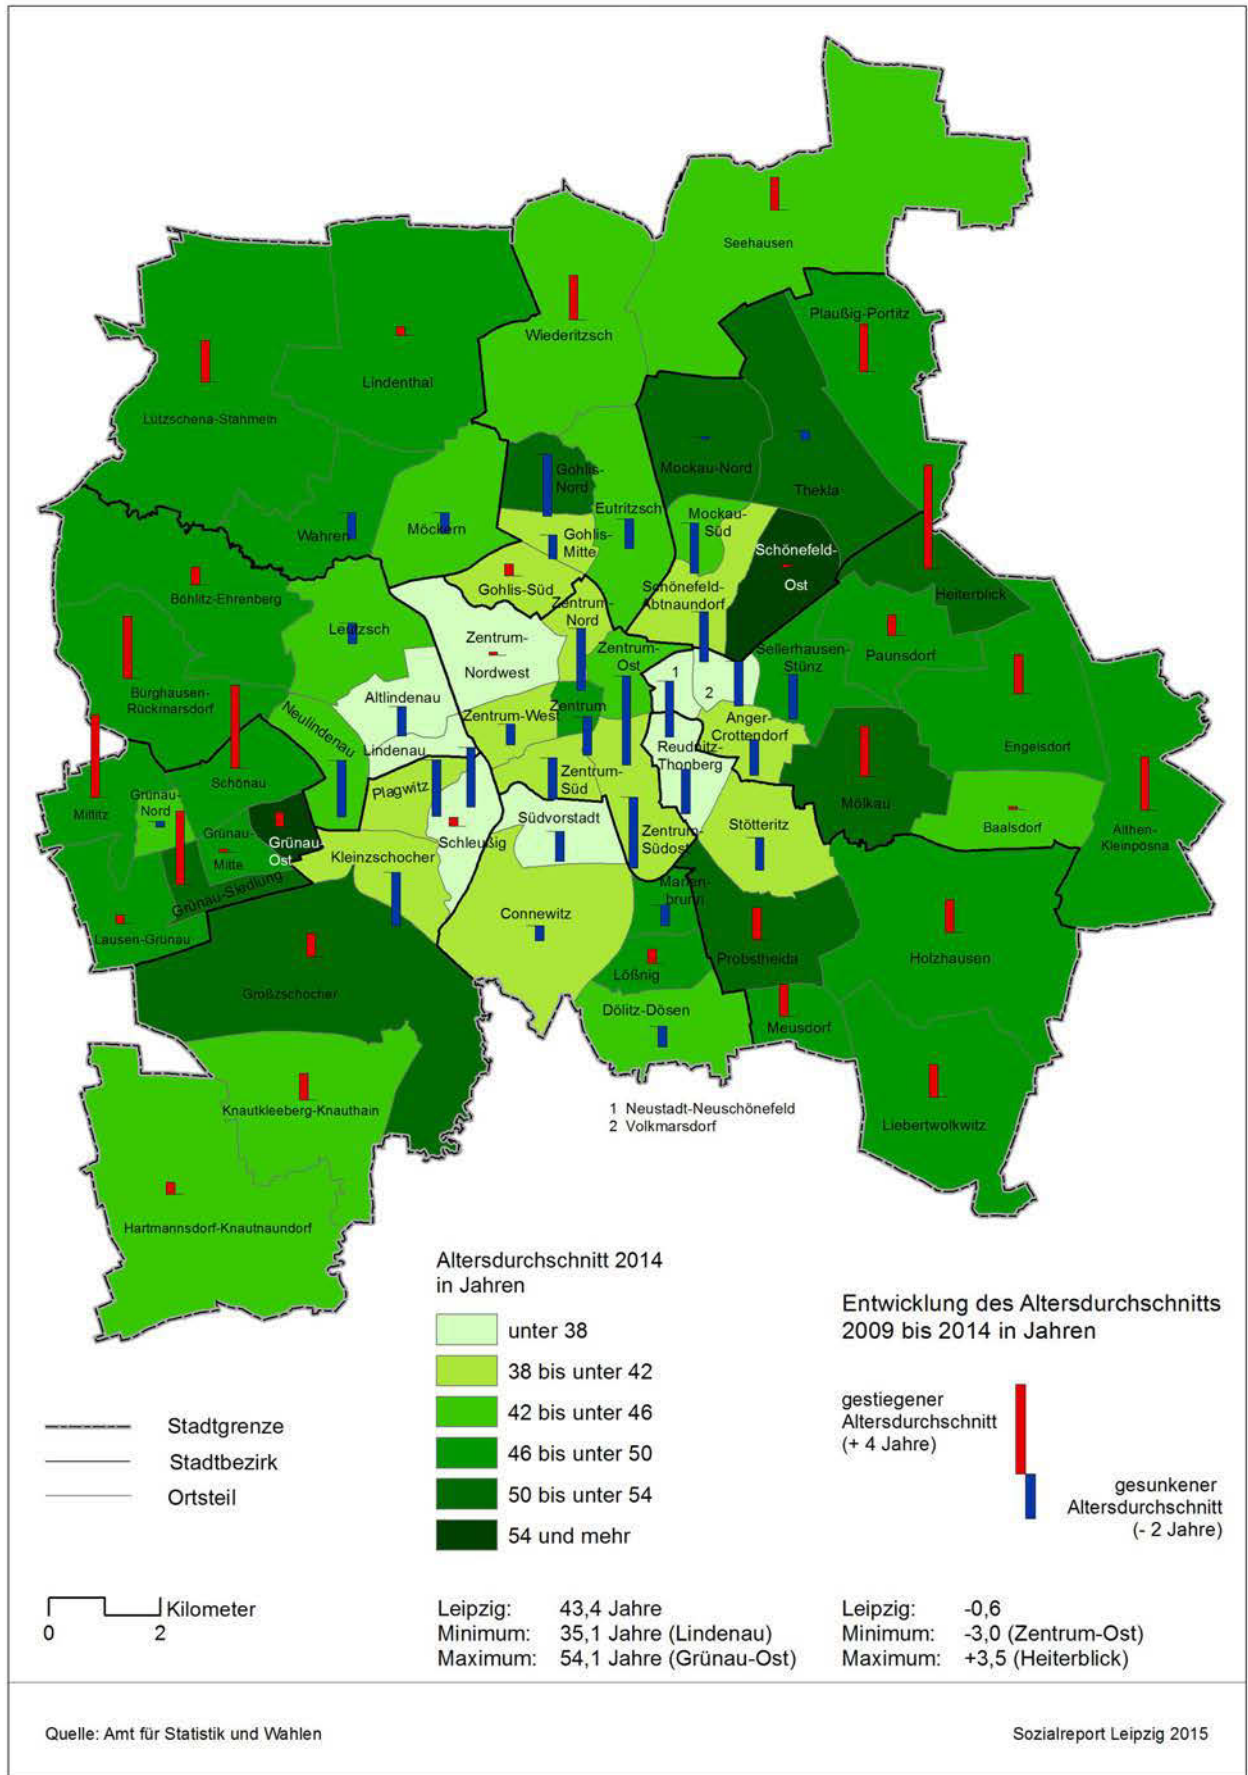 Seehausen
Plaußig-Portitz
Wiederitzsch
Lindenthal
Lützschena-Stahmeln
Gohlis-
Nord
Mockau-Nord
Thekla
Eutritzsch
Mockau-
Süd
Wahren
Möckern
Gohlis-
Mitte
Schönefeld-
Ost
Gohlis-Süd
Schönefeld-
Abtnaundorf
Heiterblick
Böhlitz-Ehrenberg
Zentrum-
Nord
Leutzsch
Zentrum-
Nordwest
Zentrum-
Ost
Sellerhausen-
Stünz
Paunsdorf
1
2
Burghausen-
Rückmarsdorf
Altlindenau
Neulindenau
Zentrum-West
Zentrum
Anger-
Crottendorf
Lindenau
Reudnitz-
Thonberg
Engelsdorf
Schönau
Plagwitz
Zentrum-
Süd
Miltitz
Grünau-
Nord
Mölkau
Südvorstadt
Stötteritz
Baalsdorf
Althen-
Kleinpösna
Grünau-
Mitte
Grünau-
Ost
Schleußig
Zentrum-
Südost
Kleinzschocher
Grünau-Siedlung
Marien-
brunn
Connewitz
Lausen-Grünau
Probstheida
Holzhausen
Lößnig
Großzschocher
Dölitz-Dösen
Meusdorf
Knautkleeberg-Knauthain
1 Neustadt-Neuschönefeld
2 Volkmarsdorf
Liebertwolkwitz
Hartmannsdorf-Knautnaundorf
Altersdurchschnitt 2014
in Jahren
unter 38
38 bis unter 42
42 bis unter 46
46 bis unter 50
50 bis unter 54
54 und mehr
Entwicklung des Altersdurchschnitts
2009 bis 2014 in Jahren
gestiegener
Altersdurchschnitt
(+ 4 Jahre)
gesunkener
Altersdurchschnitt
(- 2 Jahre)
Stadtgrenze
Stadtbezirk
Ortsteil
Kilometer
0 2
Leipzig: 43,4 Jahre
Minimum: 35,1 Jahre (Lindenau)
Maximum: 54,1 Jahre (Grünau-Ost)
Leipzig: -0,6
Minimum: -3,0 (Zentrum-Ost)
Maximum: +3,5 (Heiterblick)
Quelle: Amt für Statistik und Wahlen
Sozialreport Leipzig 2015